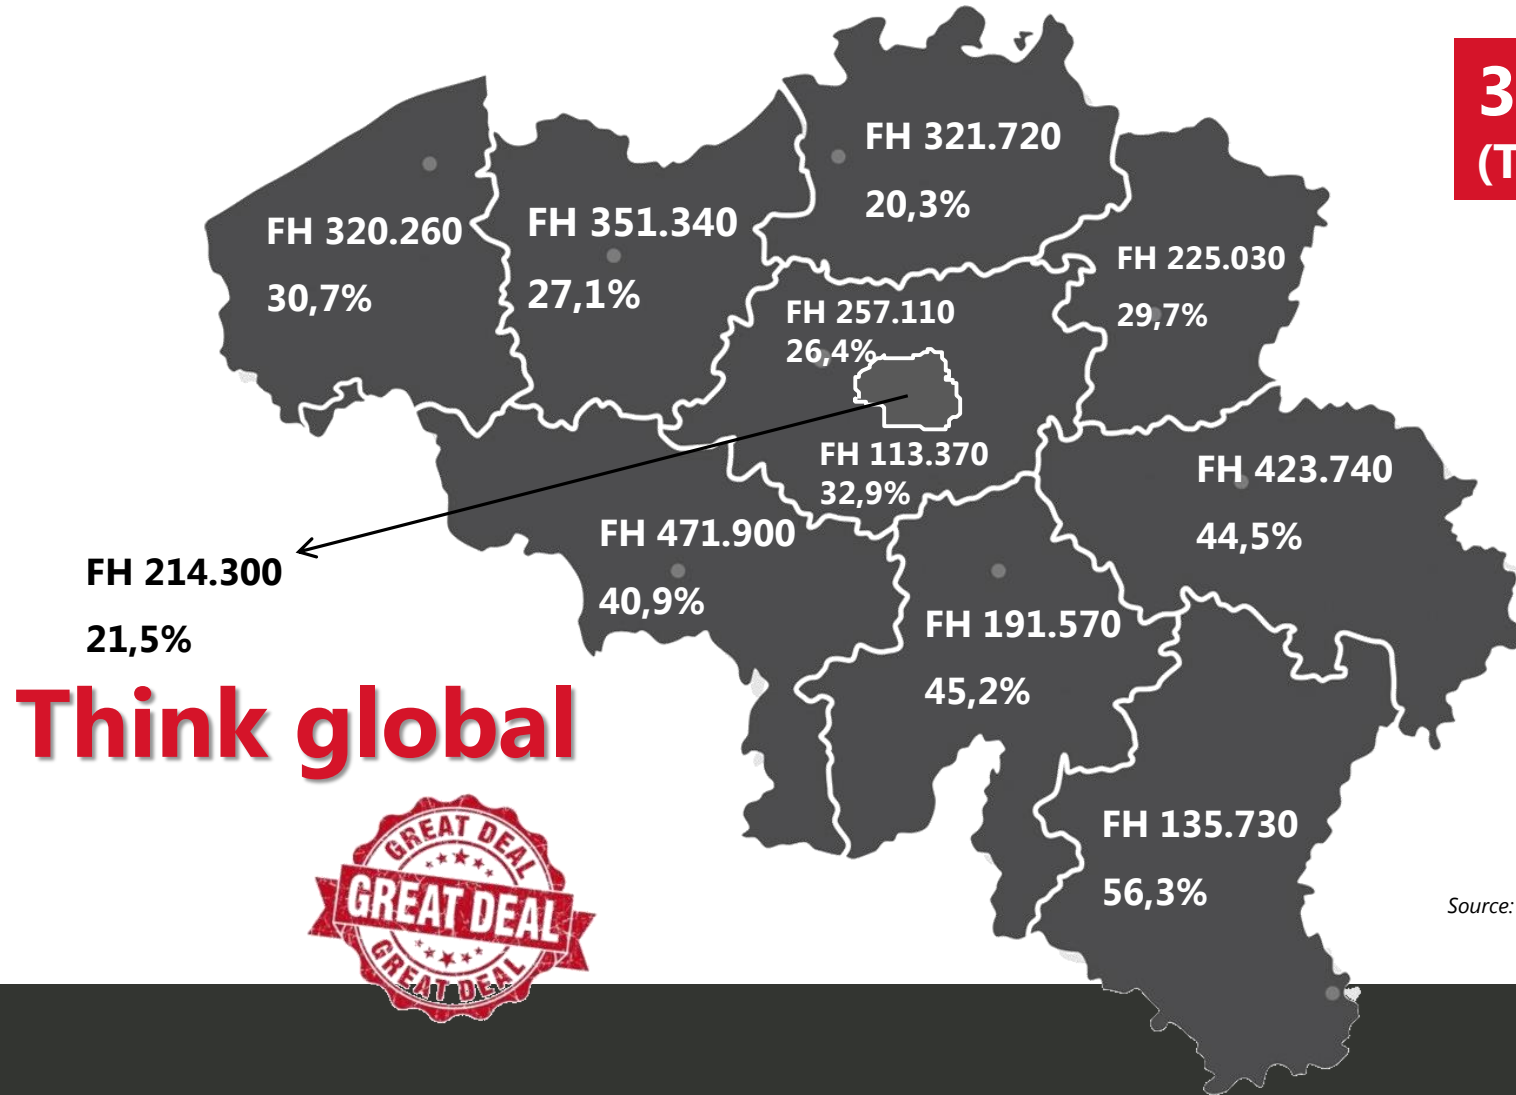 3
(T
FH 321.720
20,3%
FH 320.260
30,7%
FH 351.340
27,1%
FH 225.030
29,7%
FH 257.110
26,4%
FH 113.370
32,9%
FH 423.740
44,5%
FH 471.900
40,9%
FH 214.300
21,5%
FH 191.570
45,2%
Think global
FH 135.730
56,3%
GREAT DEAL
GREAT DEAL
GREAT DEAL
Source: